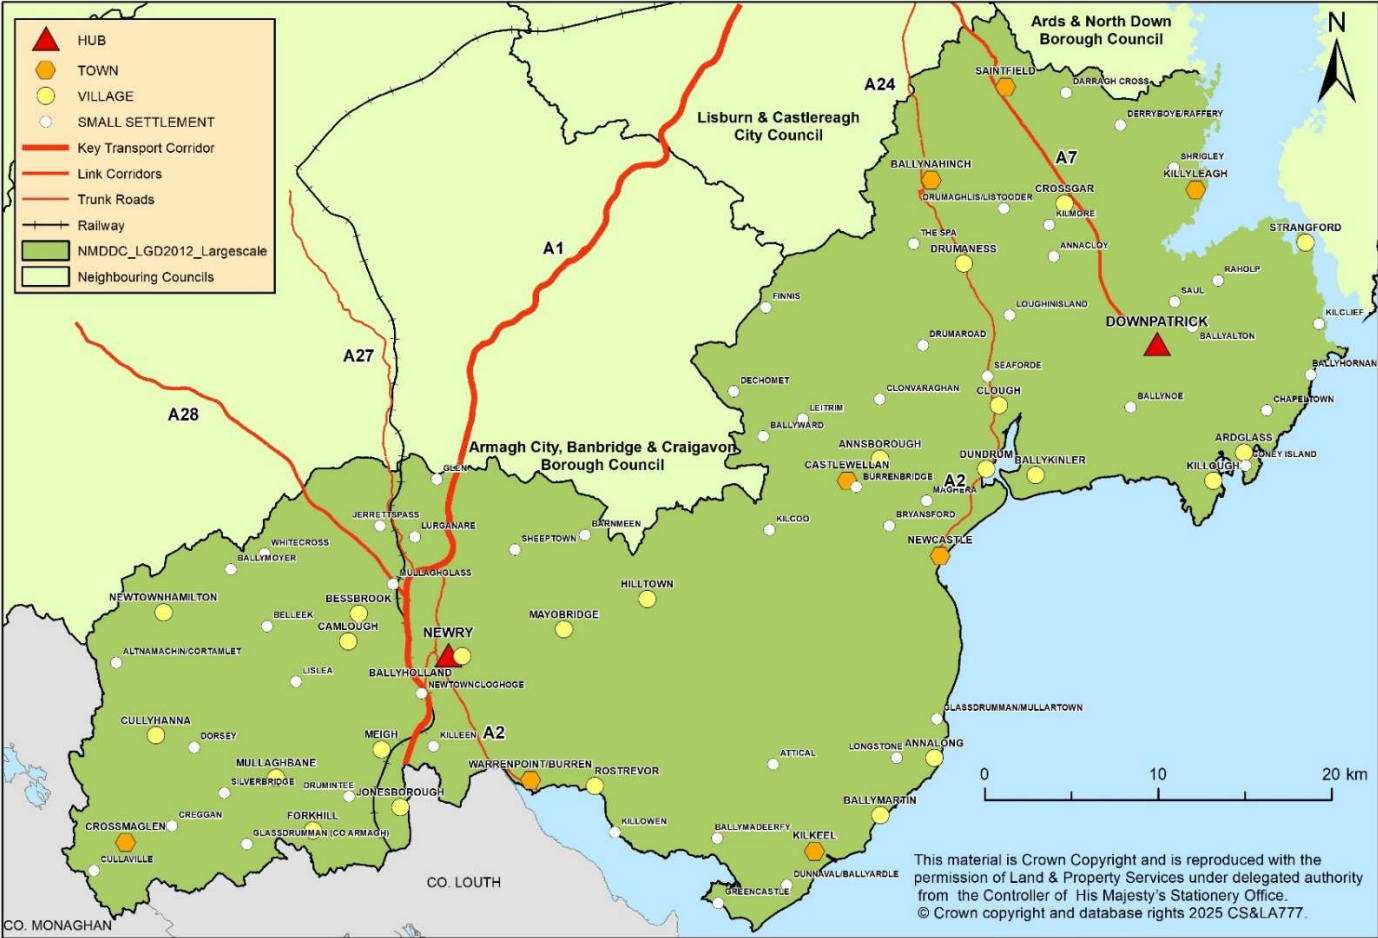 HUB
TOWN
VILLAGE
SMALL SETTLEMENT
Key Transport Corridor
Link Corridors
Trunk Roads
Railway
NMDDC_LGD2012_Largescale
Neighbouring Councils
Ards & North Down
Borough Council
N
Lisburn & Castlereagh
City Council
Armagh City, Banbridge & Craigavon
Borough Council
A24
A7
A1
A27
A28
A2
A2
SAINTFIELD
DARRAGH CROSS
DERRYBOYE/RAFFERY
SHRIGLEY
KILLYLEAGH
BALLYNAHINCH
DRUMAGHLIS/LISTOODER
CROSSGAR
KILMORE
THE SPA
DRUMANESS
ANNACLOY
STRANGFORD
RAHOLP
SAUL
FINNIS
LOUGHINISLAND
DOWNPATRICK
BALLYALTON
KILCLIEF
DRUMAROAD
SEAFORDE
BALLYHORNAN
DECHOMET
CLONVARAGHAN
CLOUGH
BALLYNOE
CHAPELTOWN
LEITRIM
BALLYWARD
ANNSBOROUGH
ARDGLASS
CONEY ISLAND
KILLOUGH
CASTLEWELLAN
BURRENBRIDGE
DUNDRUM
BALLYKINLER
MAGHERA
GLEN
JERRETTSPASS
LURGANARE
BARNMEEN
SHEEPTOWN
KILCOO
BRYANSFORD
NEWCASTLE
WHITECROSS
BALLYMOYER
MULLAGHGLASS
HILLTOWN
NEWTOWNHAMILTON
BESSBROOK
BELLEEK
CAMLOUGH
MAYOBRIDGE
NEWRY
ALTNAMACHIN/CORTAMLET
LISLEA
BALLYHOLLAND
NEWTOWNCLOGHOGE
CULLYHANNA
DORSEY
MEIGH
KILLEEN
GLASSDRUMMAN/MULLARTOWN
ATTICAL
LONGSTONE
ANNALONG
MULLAGHBANE
SILVERBRIDGE
DRUMINTEE
JONESBOROUGH
WARRENPOINT/BURREN
ROSTREVOR
BALLYMARTIN
CREGGAN
FORKHILL
CROSSMAGLEN
GLASSDRUMMAN (CO ARMAGH)
KILLOWEN
BALLYMADEERFY
KILKEEL
CULLAVILLE
DUNNAVAL/BALLYARDLE
GREENCASTLE
CO. LOUTH
CO. MONAGHAN
0 10 20 km
This material is Crown Copyright and is reproduced with the
permission of Land & Property Services under delegated authority
from the Controller of His Majesty's Stationery Office.
© Crown copyright and database rights 2025 CS&LA777.